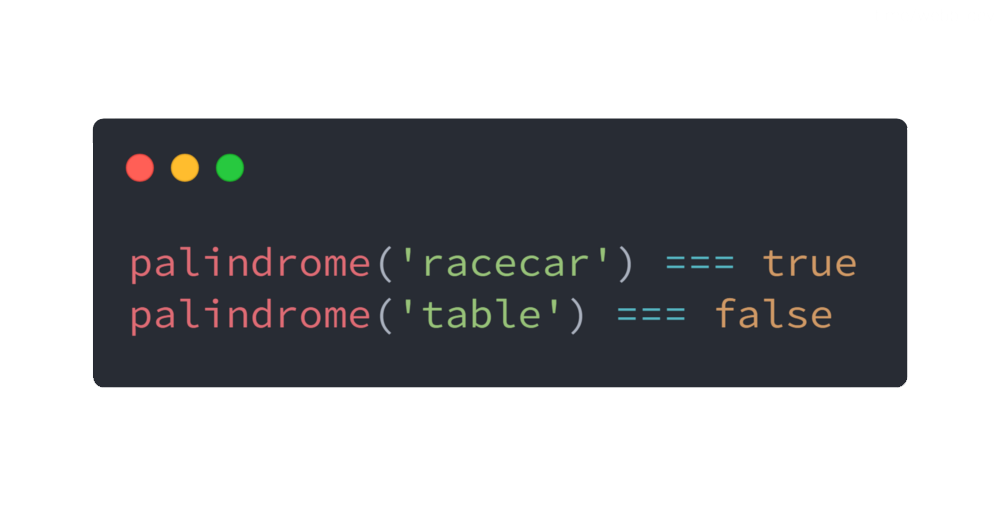 palindrome('racecar') === true
palindrome('table') === false